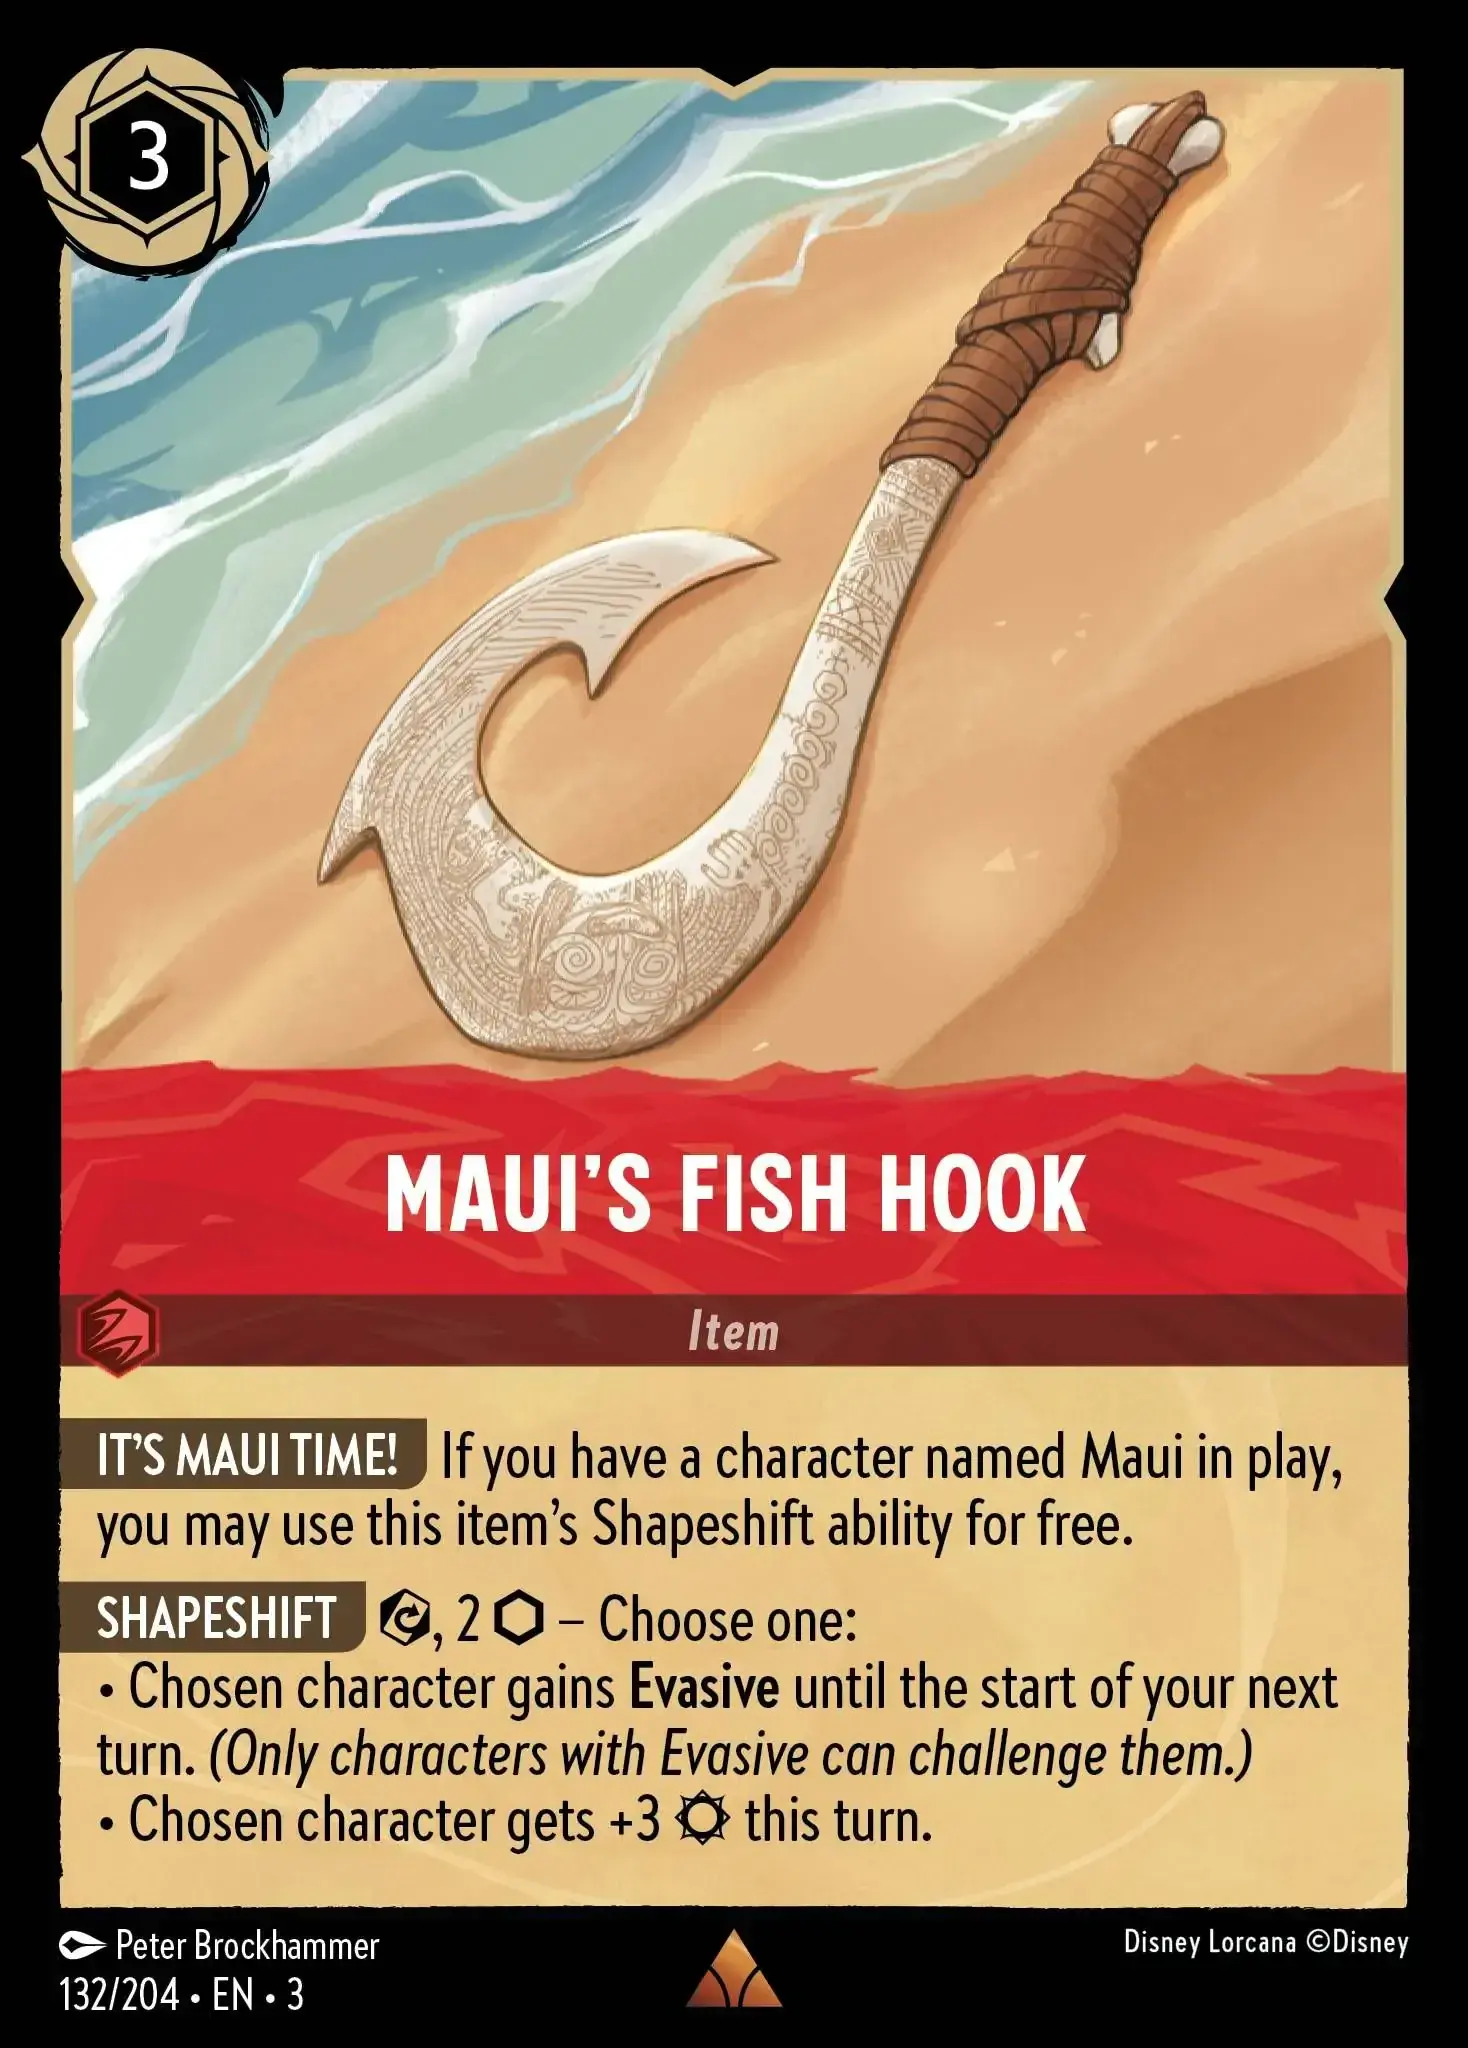 3
MAUI’S FISH HOOK
Item
IT’S MAUI TIME! If you have a character named Maui in play,
you may use this item’s Shapeshift ability for free.
SHAPESHIFT , 2 – Choose one:
• Chosen character gains Evasive until the start of your next
turn. (Only characters with Evasive can challenge them.)
• Chosen character gets +3 this turn.
Peter Brockhammer
132/204 • EN • 3
Disney Lorcana ©Disney